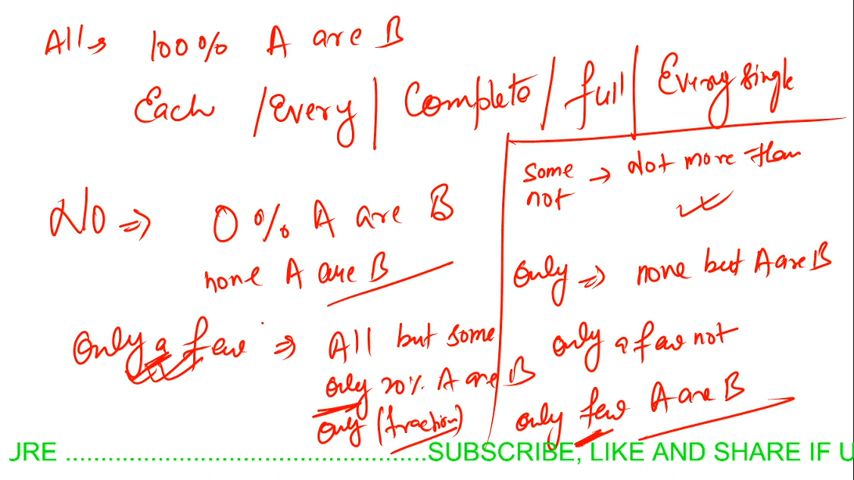 All → 100% A are B
Each / Every | Complete / full | Every single
No ⇒ 0% A are B
none A are B
Only a few ⇒ All but some
only 20% A are B
only (fraction)
some not → Not more than
Only ⇒ none but A are B
only a few not
only few A are B
JRE ................................................SUBSCRIBE, LIKE AND SHARE IF U